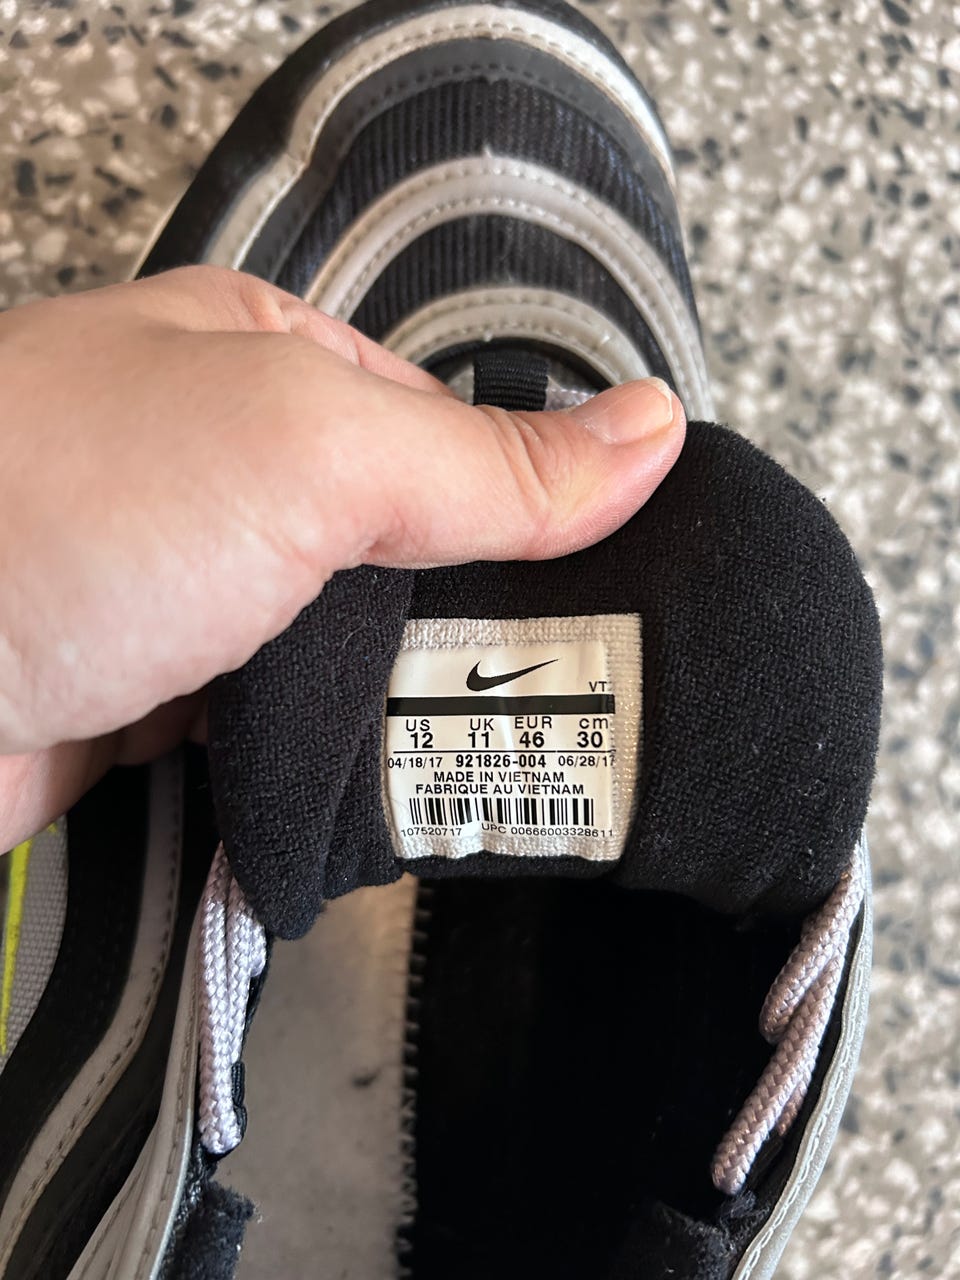 VT
US UK EUR cm
12 11 46 30
04/18/17 921826-004 06/28/17
MADE IN VIETNAM
FABRIQUE AU VIETNAM
107520717 UPC 00666003328611